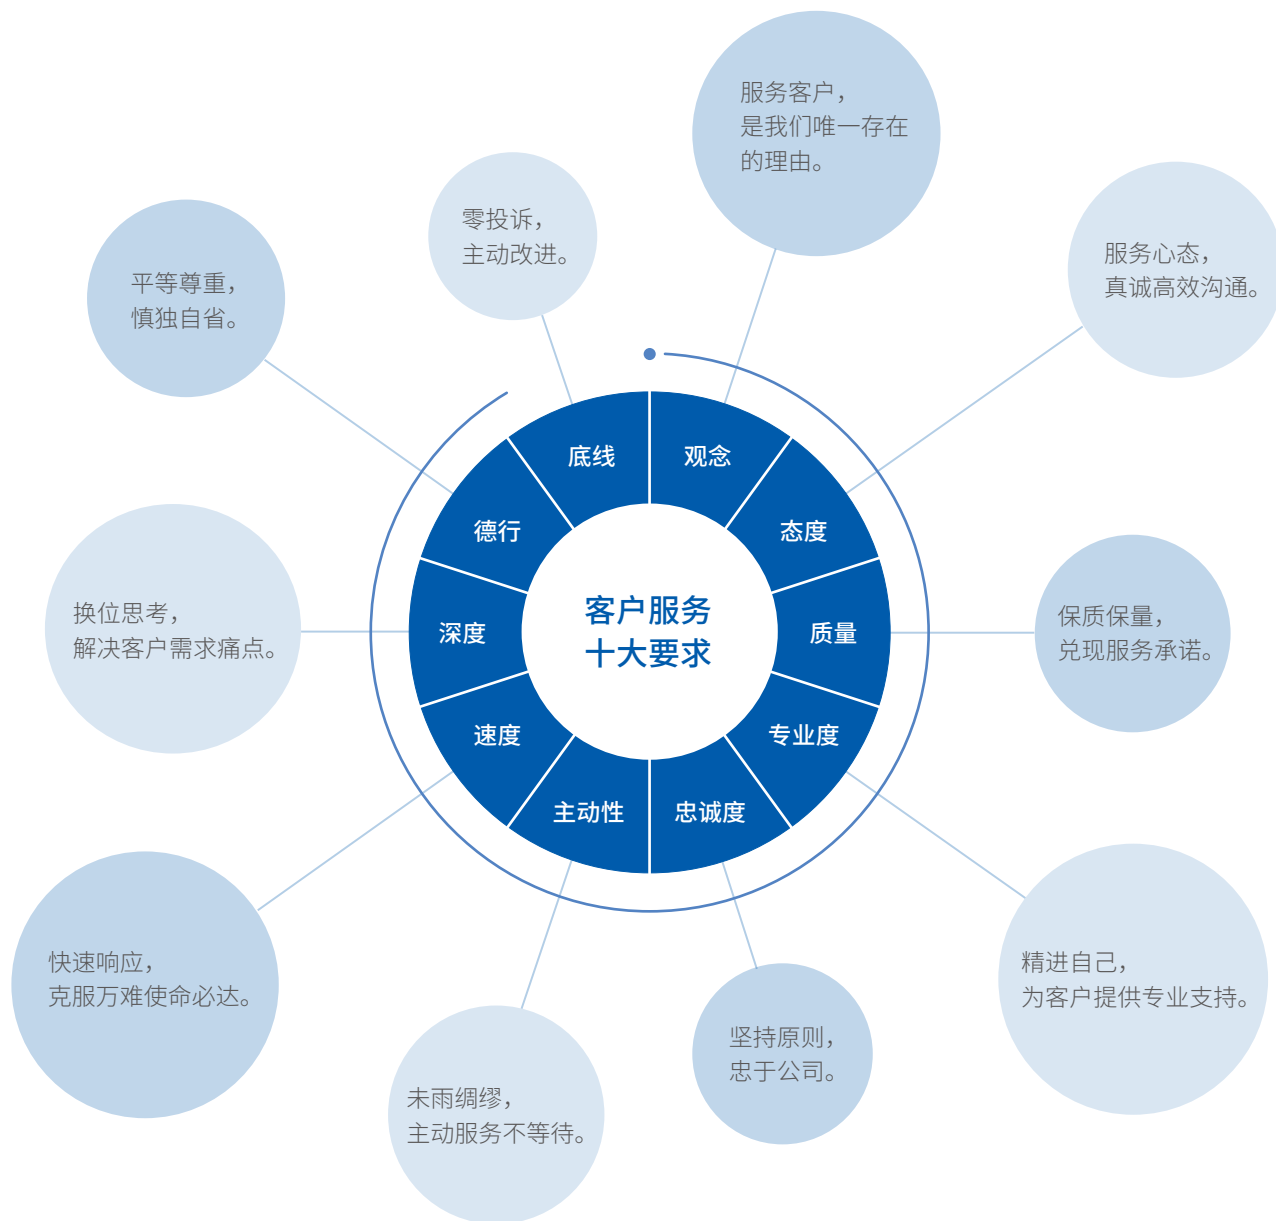 客户服务
十大要求
观念
服务客户，
是我们唯一存在
的理由。
态度
服务心态，
真诚高效沟通。
质量
保质保量，
兑现服务承诺。
专业度
精进自己，
为客户提供专业支持。
忠诚度
坚持原则，
忠于公司。
主动性
未雨绸缪，
主动服务不等待。
速度
快速响应，
克服万难使命必达。
深度
换位思考，
解决客户需求痛点。
德行
平等尊重，
慎独自省。
底线
零投诉，
主动改进。